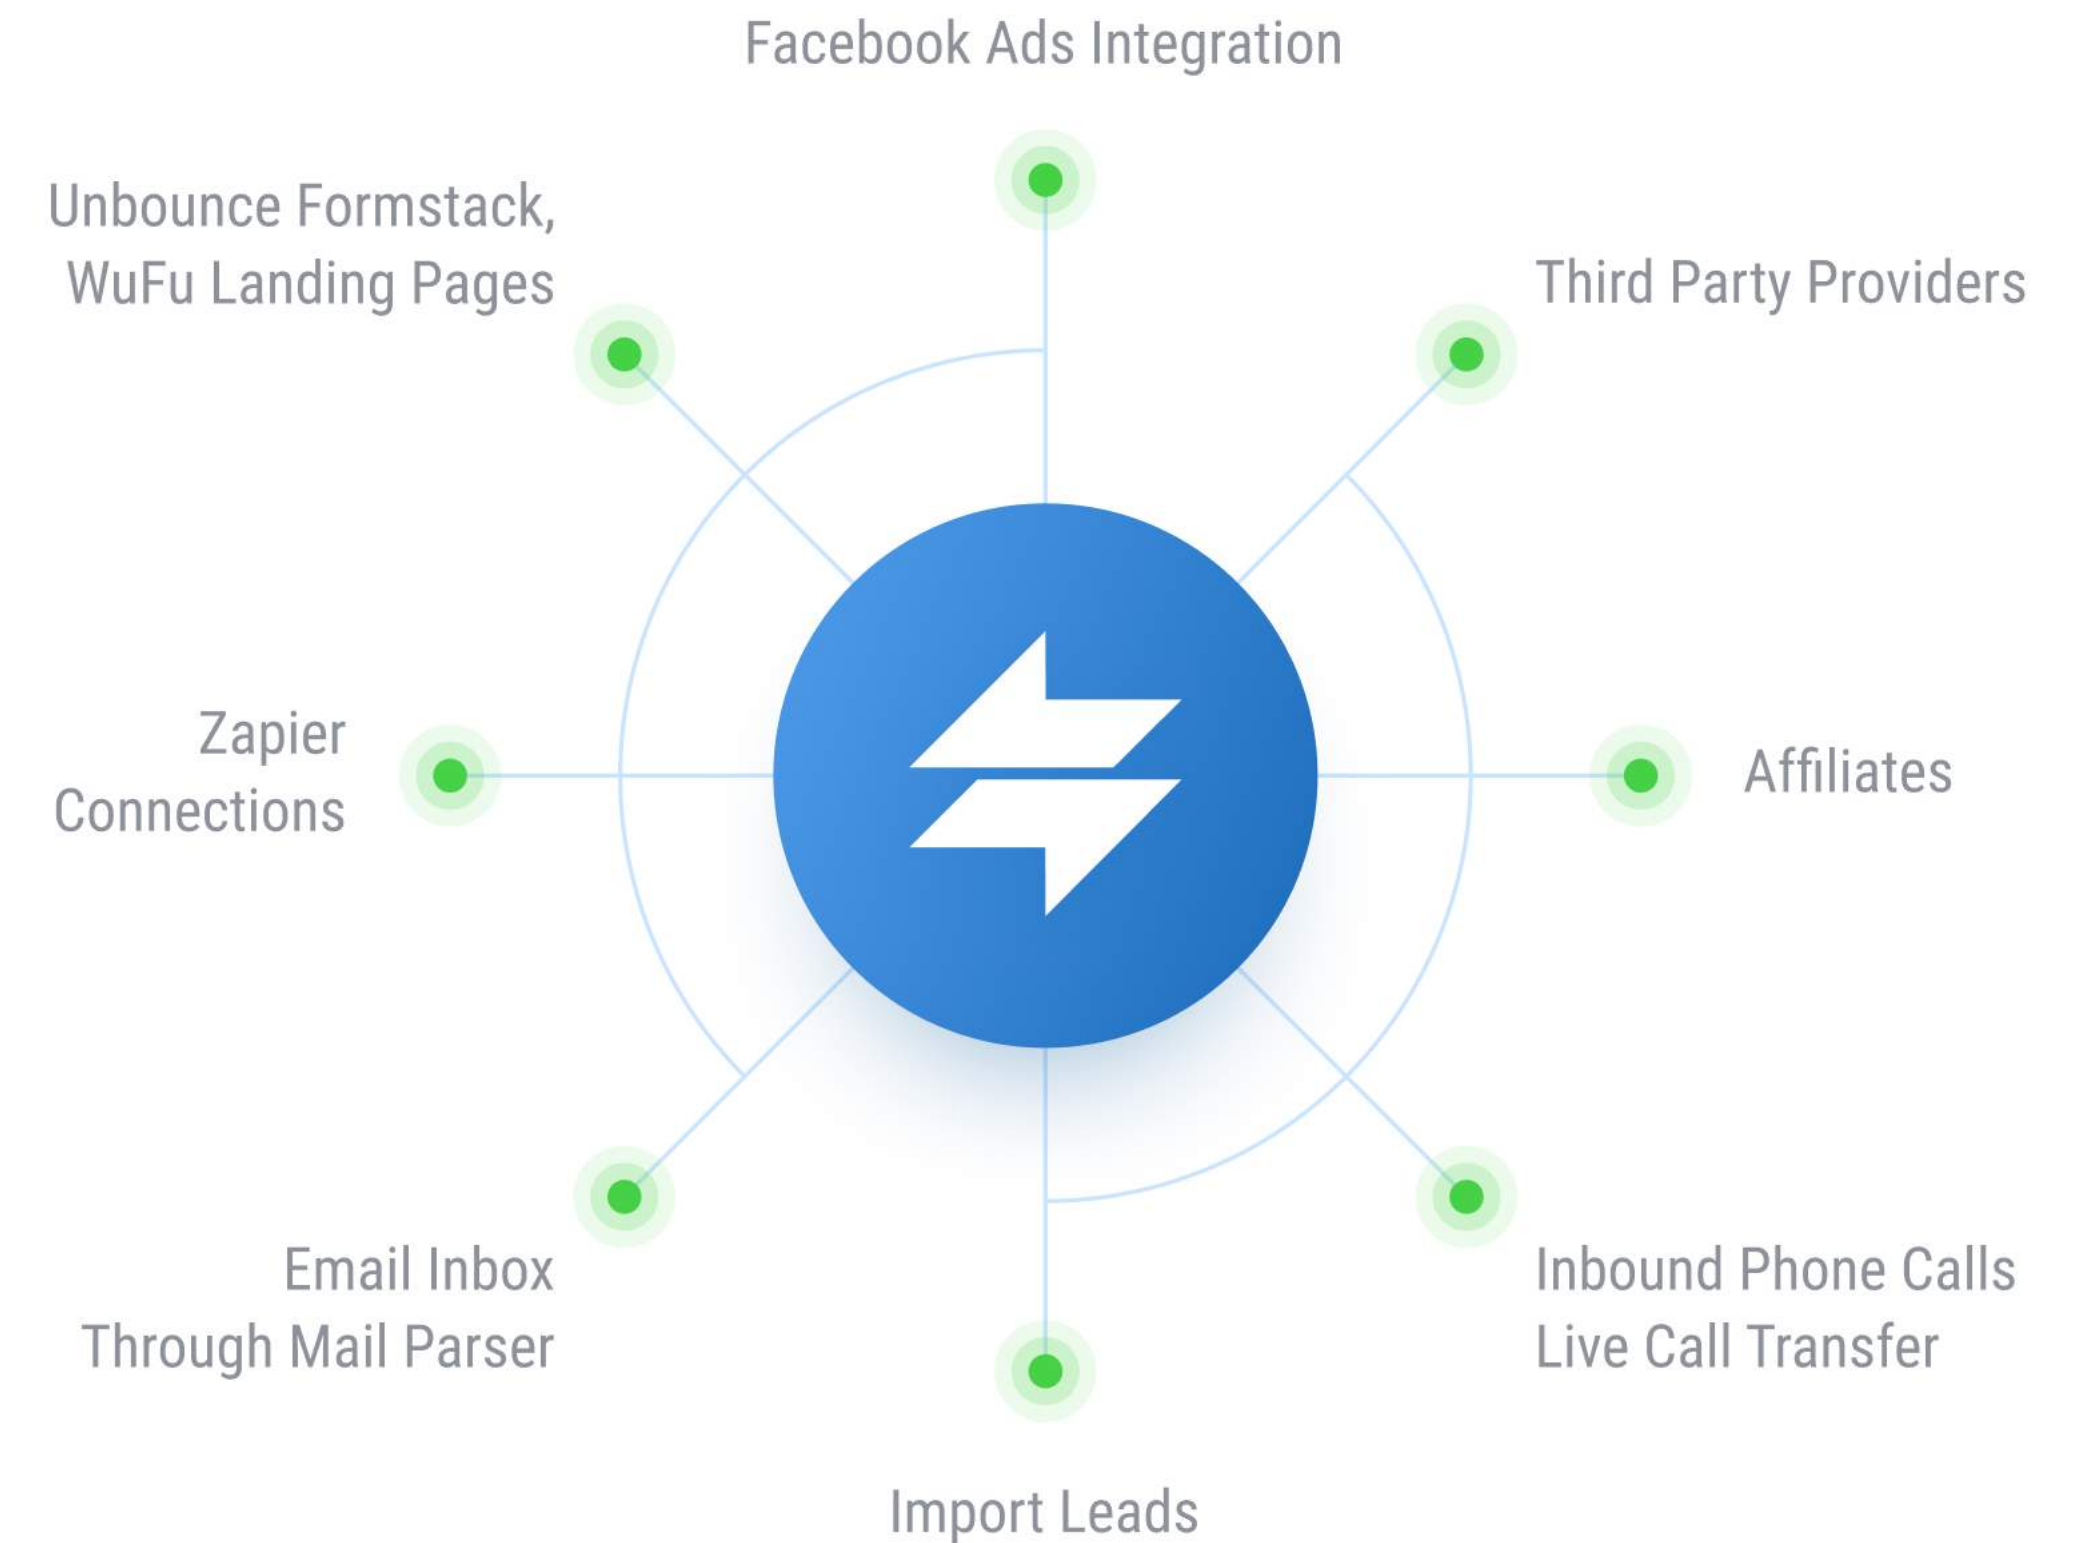 Facebook Ads Integration
Unbounce Formstack,
WuFu Landing Pages
Third Party Providers
Zapier
Connections
Affiliates
Email Inbox
Through Mail Parser
Inbound Phone Calls
Live Call Transfer
Import Leads